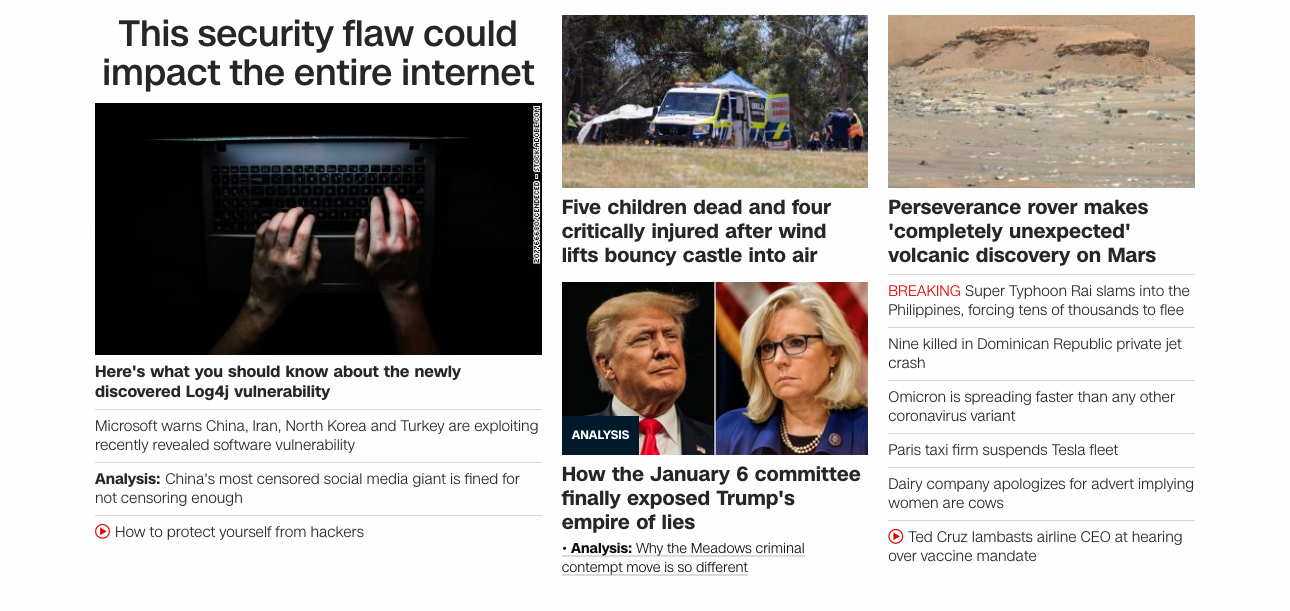 This security flaw could
impact the entire internet
Here's what you should know about the newly
discovered Log4j vulnerability
Microsoft warns China, Iran, North Korea and Turkey are exploiting
recently revealed software vulnerability
Analysis: China's most censored social media giant is fined for
not censoring enough
How to protect yourself from hackers
Five children dead and four
critically injured after wind
lifts bouncy castle into air
ANALYSIS
How the January 6 committee
finally exposed Trump's
empire of lies
• Analysis: Why the Meadows criminal
contempt move is so different
Perseverance rover makes
'completely unexpected'
volcanic discovery on Mars
BREAKING Super Typhoon Rai slams into the
Philippines, forcing tens of thousands to flee
Nine killed in Dominican Republic private jet
crash
Omicron is spreading faster than any other
coronavirus variant
Paris taxi firm suspends Tesla fleet
Dairy company apologizes for advert implying
women are cows
Ted Cruz lambasts airline CEO at hearing
over vaccine mandate